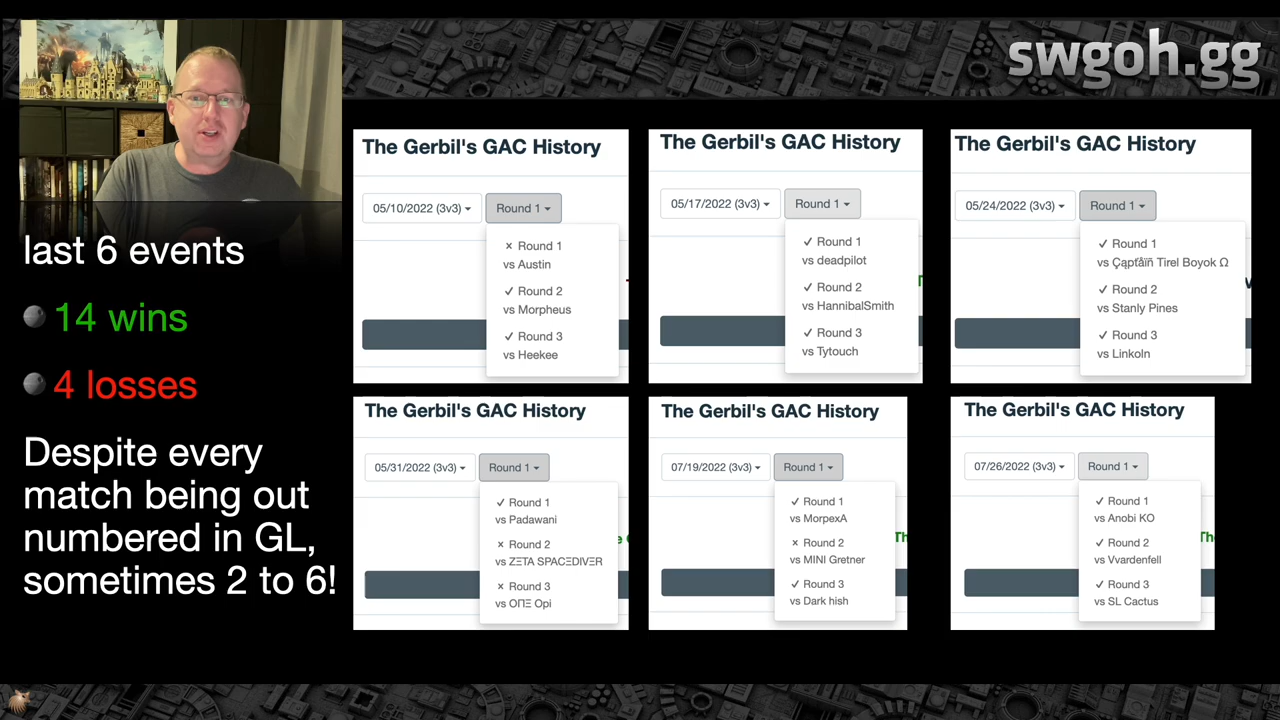 swgoh.gg
last 6 events
14 wins
4 losses
Despite every
match being out
numbered in GL,
sometimes 2 to 6!
The Gerbil's GAC History
05/10/2022 (3v3)
Round 1
× Round 1
vs Austin
✓ Round 2
vs Morpheus
✓ Round 3
vs Heekee
The Gerbil's GAC History
05/17/2022 (3v3)
Round 1
✓ Round 1
vs deadpilot
✓ Round 2
vs HannibalSmith
✓ Round 3
vs Tytouch
The Gerbil's GAC History
05/24/2022 (3v3)
Round 1
✓ Round 1
vs Çąpťåïñ Tirel Boyok Ω
✓ Round 2
vs Stanly Pines
✓ Round 3
vs Linkoln
The Gerbil's GAC History
05/31/2022 (3v3)
Round 1
✓ Round 1
vs Padawani
× Round 2
vs ZΞTA SPACΞDIVΞR
× Round 3
vs OΠΞ Opi
The Gerbil's GAC History
07/19/2022 (3v3)
Round 1
✓ Round 1
vs MorpexA
× Round 2
vs MINI Gretner
✓ Round 3
vs Dark hish
Th
The Gerbil's GAC History
07/26/2022 (3v3)
Round 1
✓ Round 1
vs Anobi KO
✓ Round 2
vs Vvardenfell
✓ Round 3
vs SL Cactus
Th